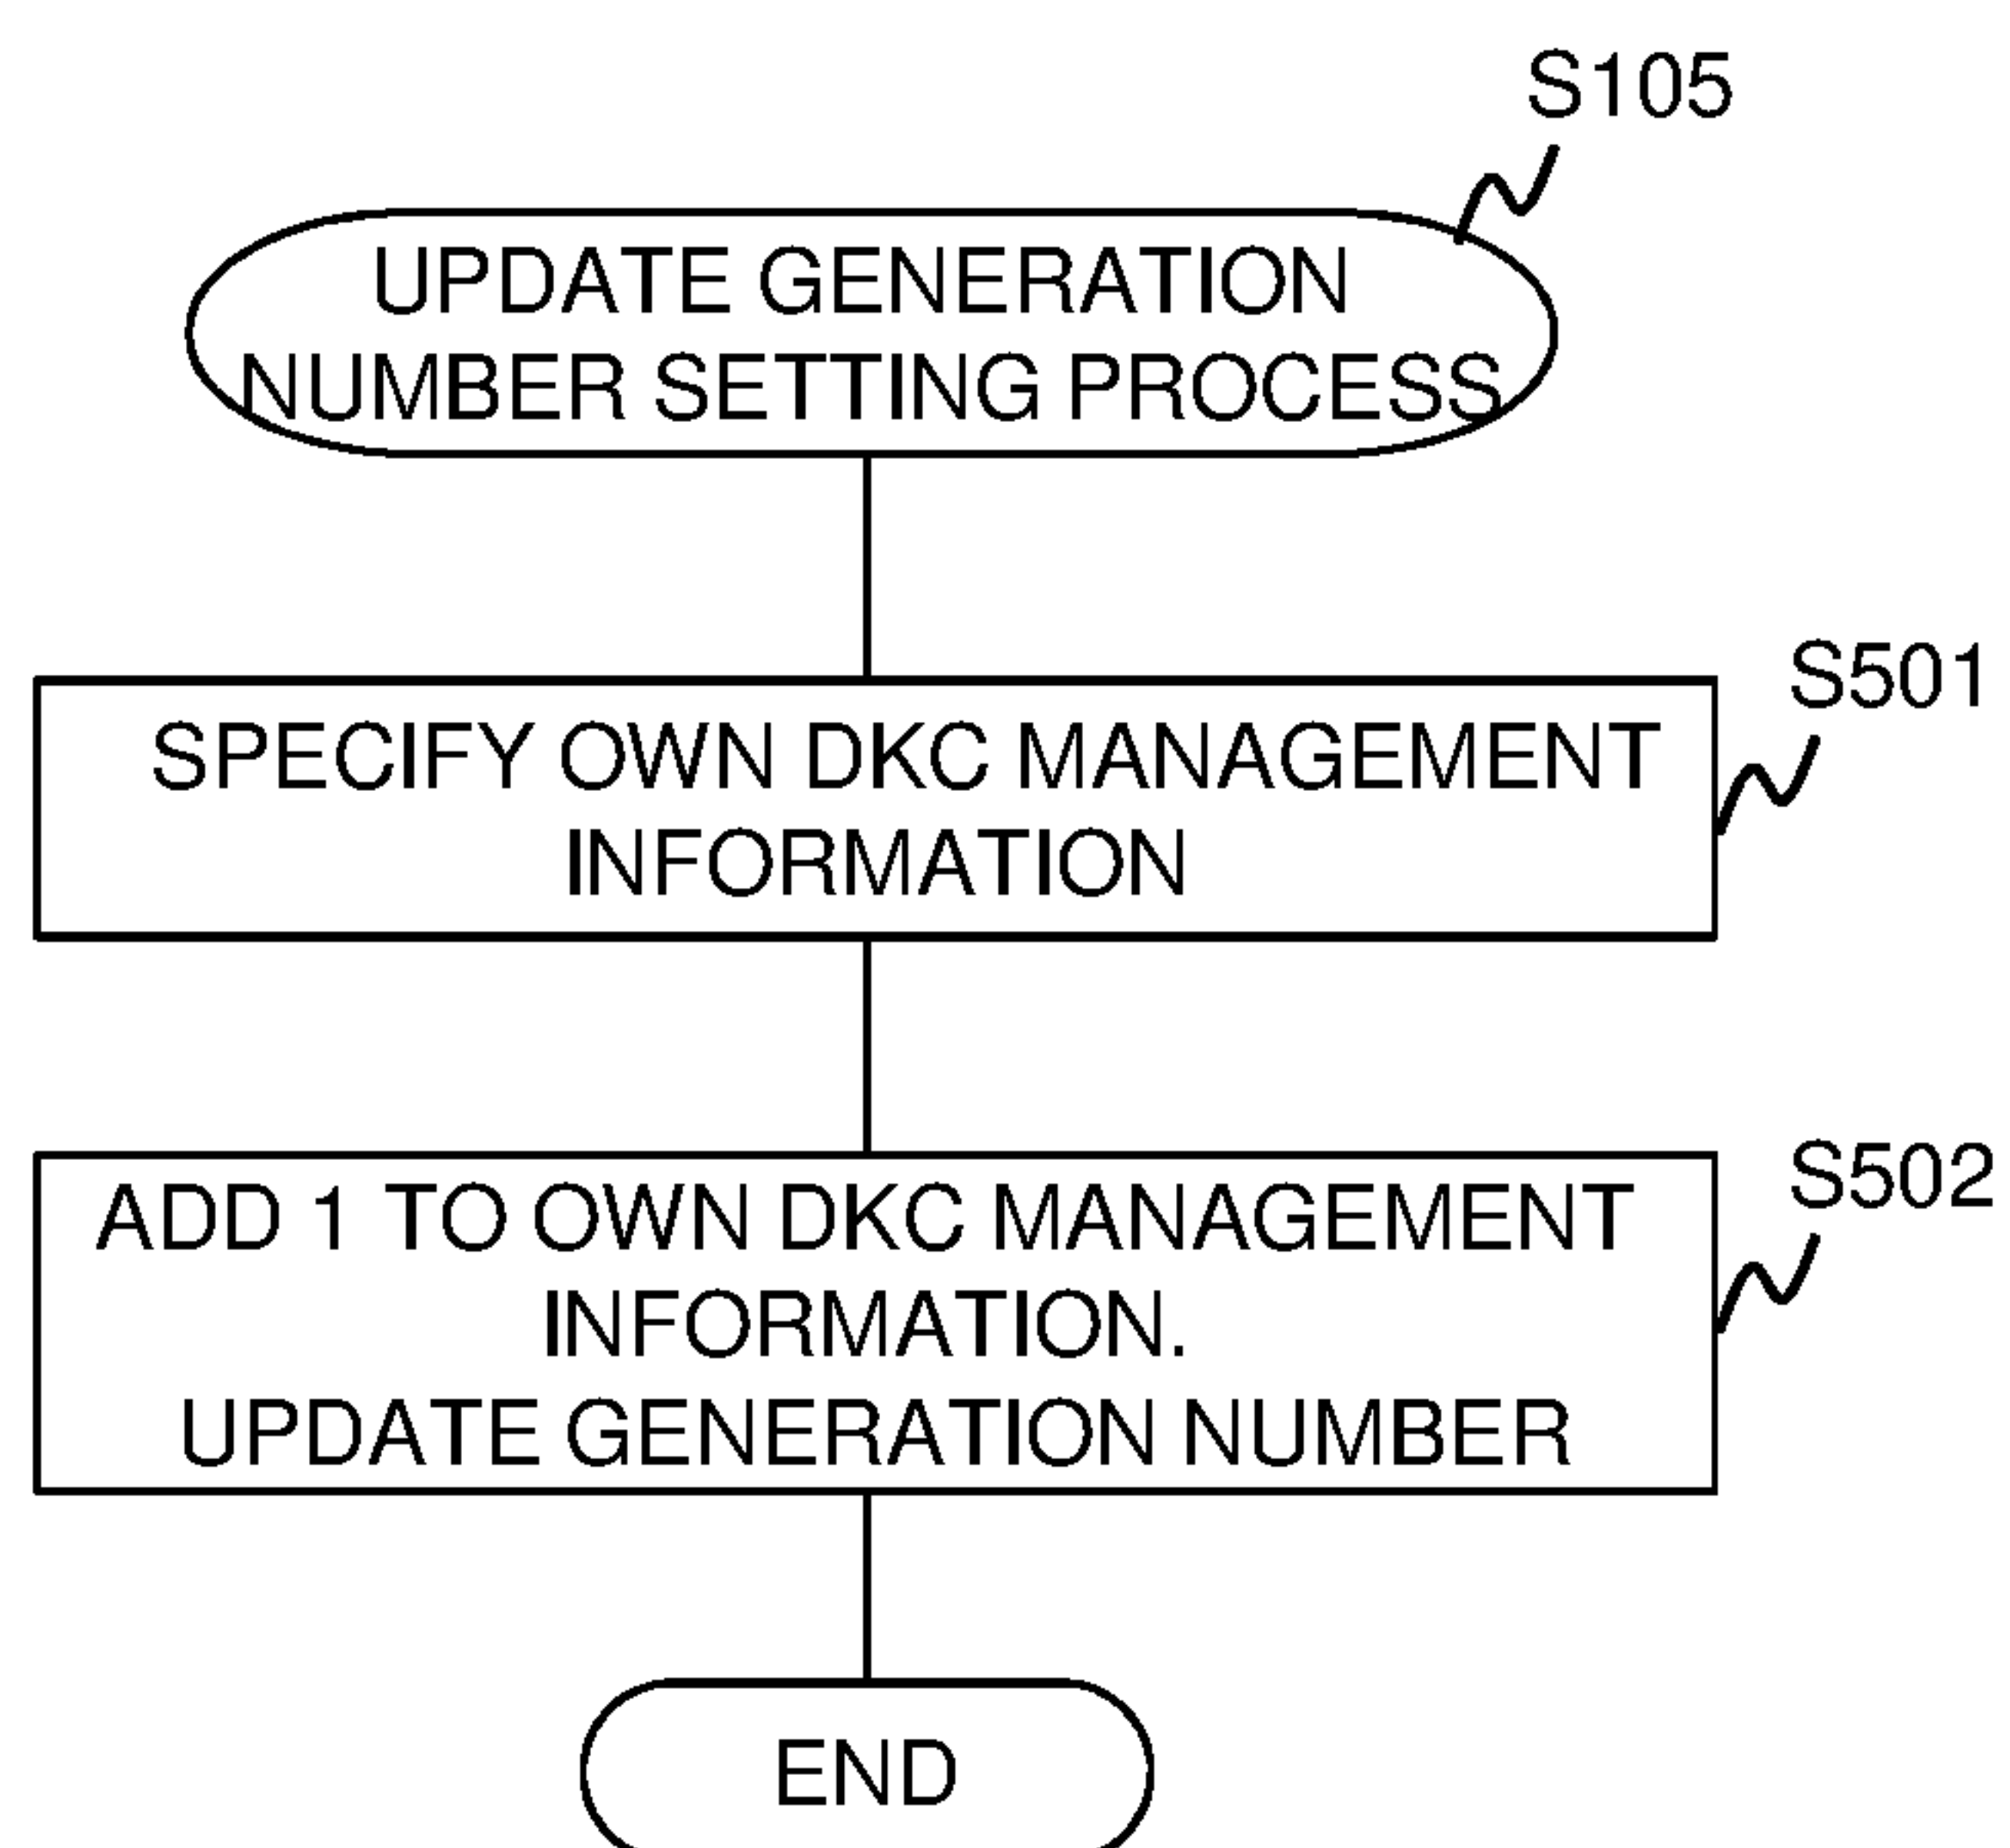 S105
UPDATE GENERATION
NUMBER SETTING PROCESS
S501
SPECIFY OWN DKC MANAGEMENT
INFORMATION
S502
ADD 1 TO OWN DKC MANAGEMENT
INFORMATION.
UPDATE GENERATION NUMBER
END